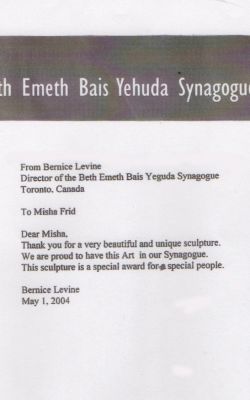 th Emeth Bais Yehuda Synagogue
From Bernice Levine
Director of the Beth Emeth Bais Yeguda Synagogue
Toronto, Canada
To Misha Frid
Dear Misha,
Thank you for a very beautiful and unique sculpture.
We are proud to have this Art in our Synagogue.
This sculpture is a special award for a special people.
Bernice Levine
May 1, 2004